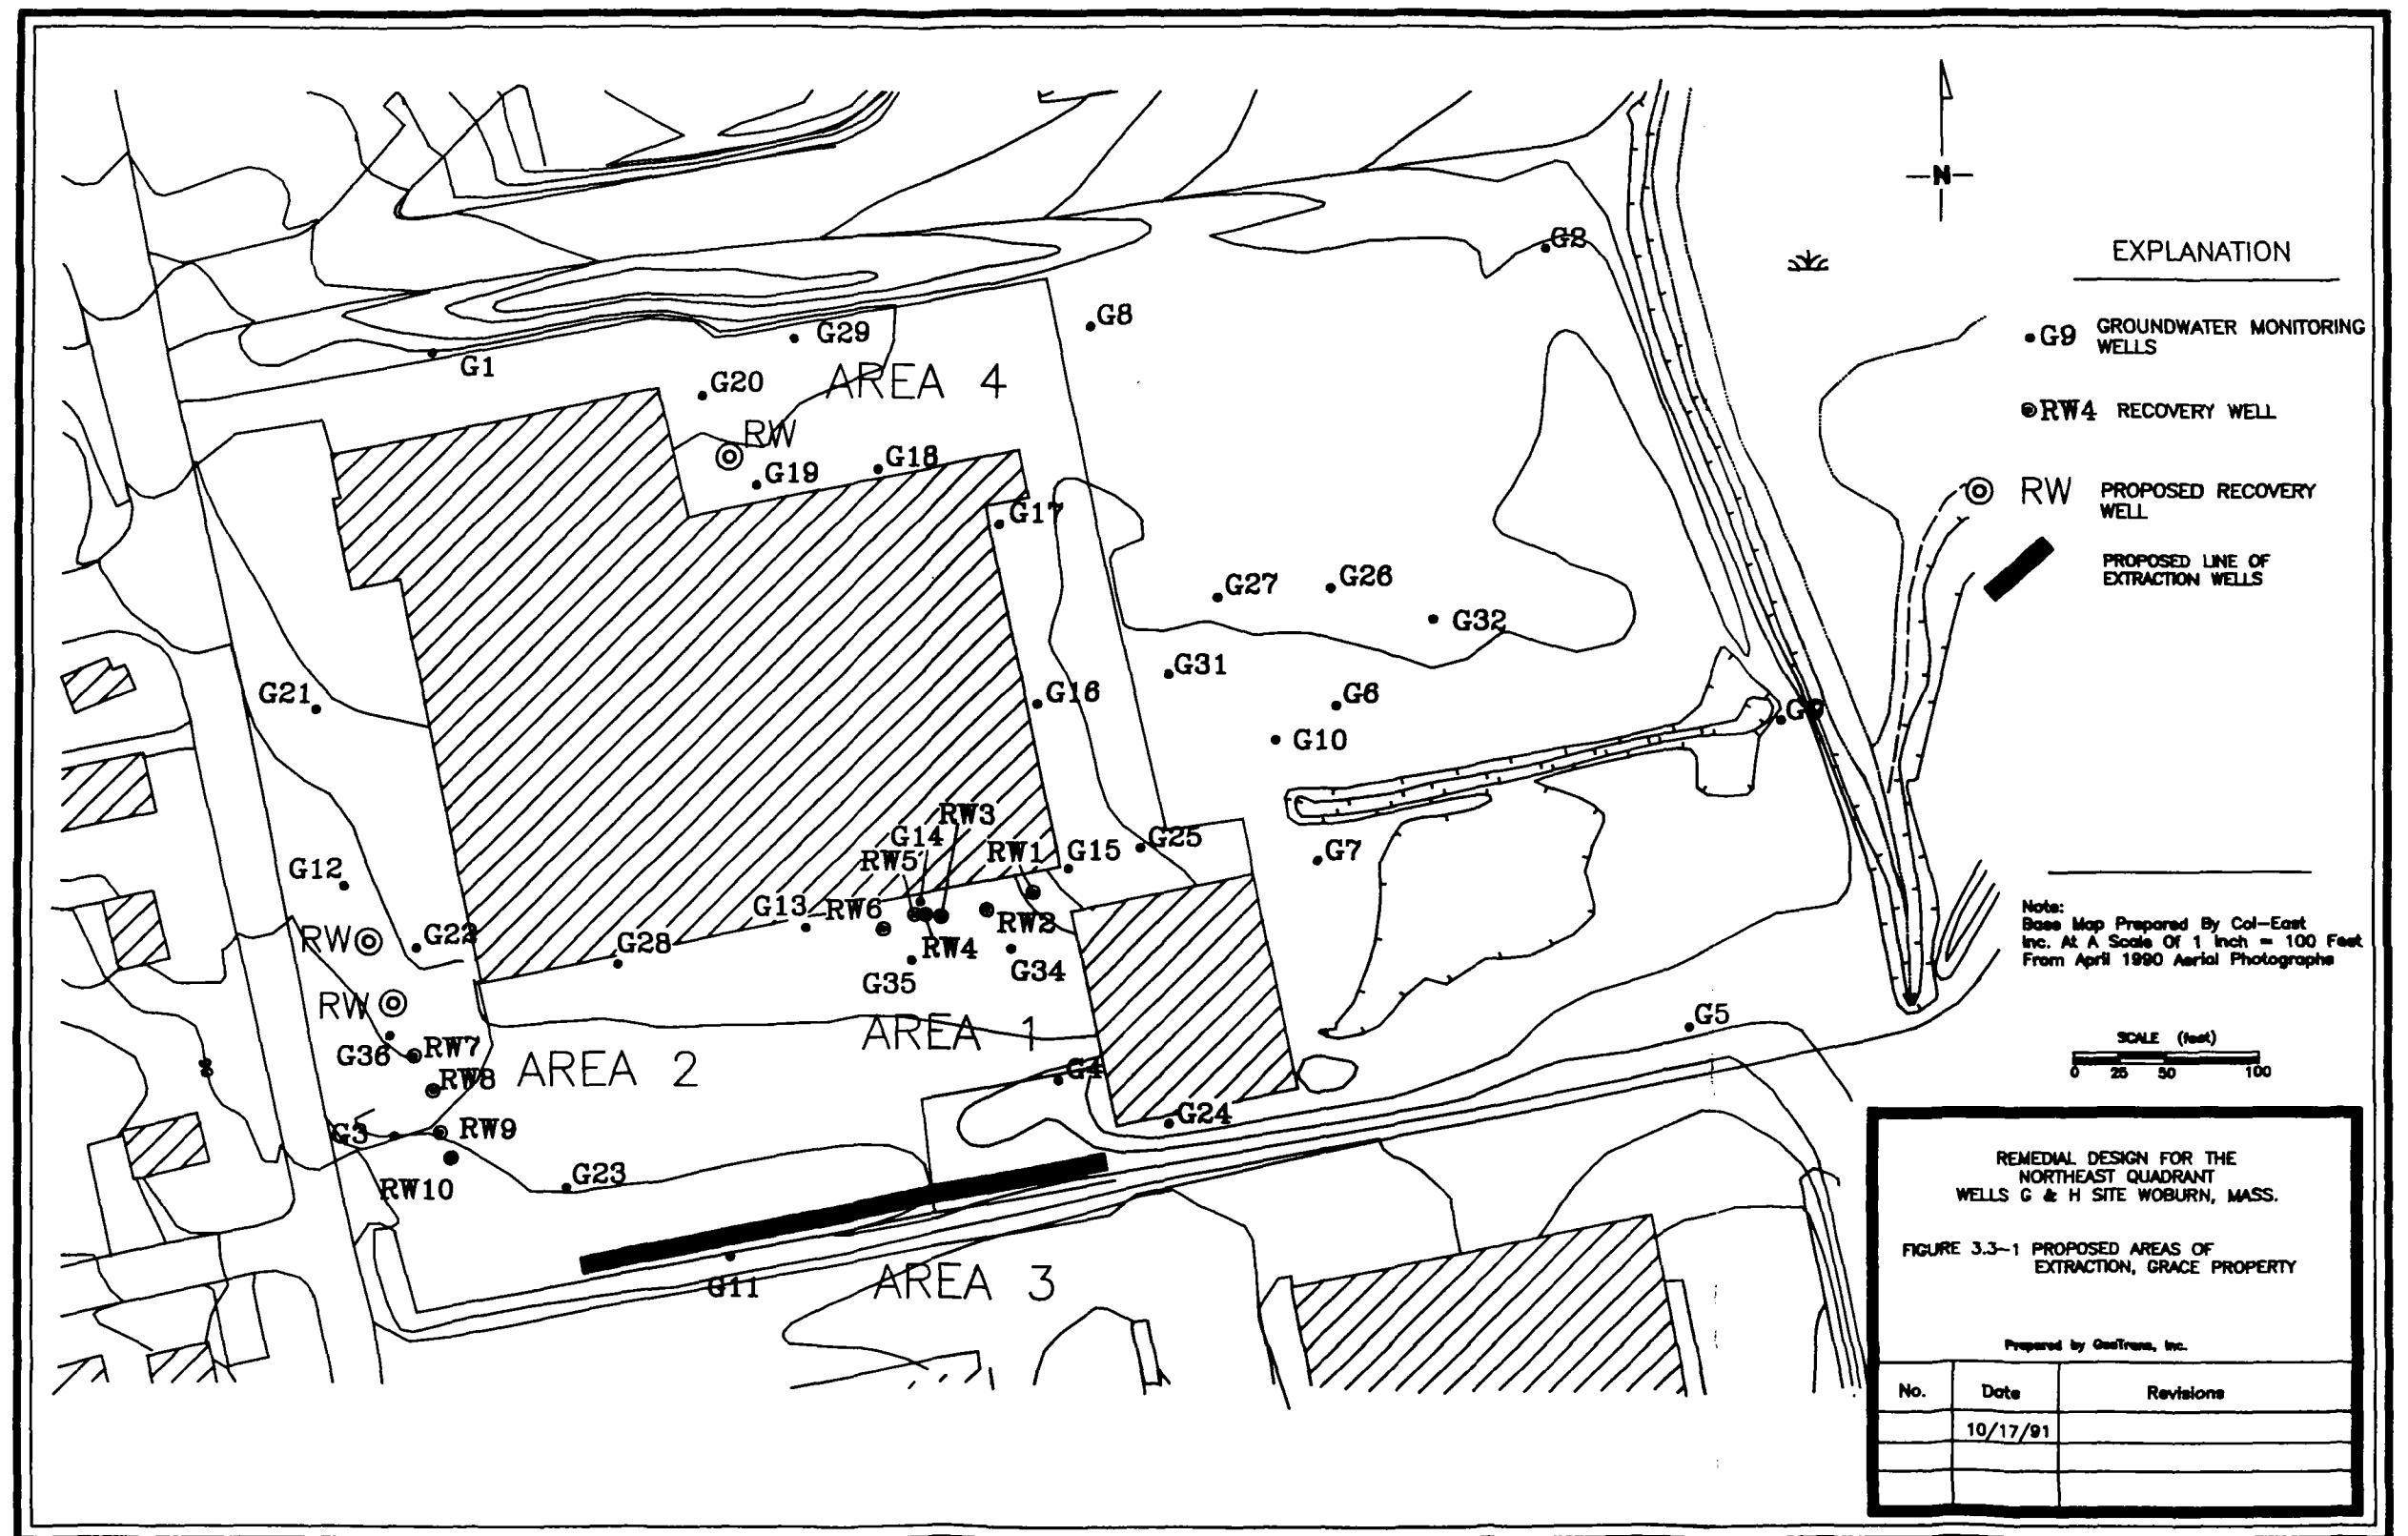 N
EXPLANATION
G9 GROUNDWATER MONITORING
WELLS
RW4 RECOVERY WELL
RW PROPOSED RECOVERY
WELL
PROPOSED LINE OF
EXTRACTION WELLS
G2
G8
G29
G1
G20
AREA 4
RW
G19
G18
G17
G27
G26
G32
G31
G21
G16
G6
G9
G10
RW3
G14
RW5
RW1
G15
G25
G7
G12
G13
RW6
RW2
RW
G22
G28
RW4
G34
G35
RW
AREA 1
G5
G36
RW7
AREA 2
RW8
G4
G24
G3
RW9
RW10
G23
G11
AREA 3
Note:
Base Map Prepared By Col-East
Inc. At A Scale Of 1 Inch = 100 Feet
From April 1990 Aerial Photographs
SCALE (feet)
0 25 50 100
REMEDIAL DESIGN FOR THE
NORTHEAST QUADRANT
WELLS G & H SITE WOBURN, MASS.
FIGURE 3.3-1 PROPOSED AREAS OF
EXTRACTION, GRACE PROPERTY
Prepared by GeoTrans, Inc.
No. Date Revisions
10/17/91